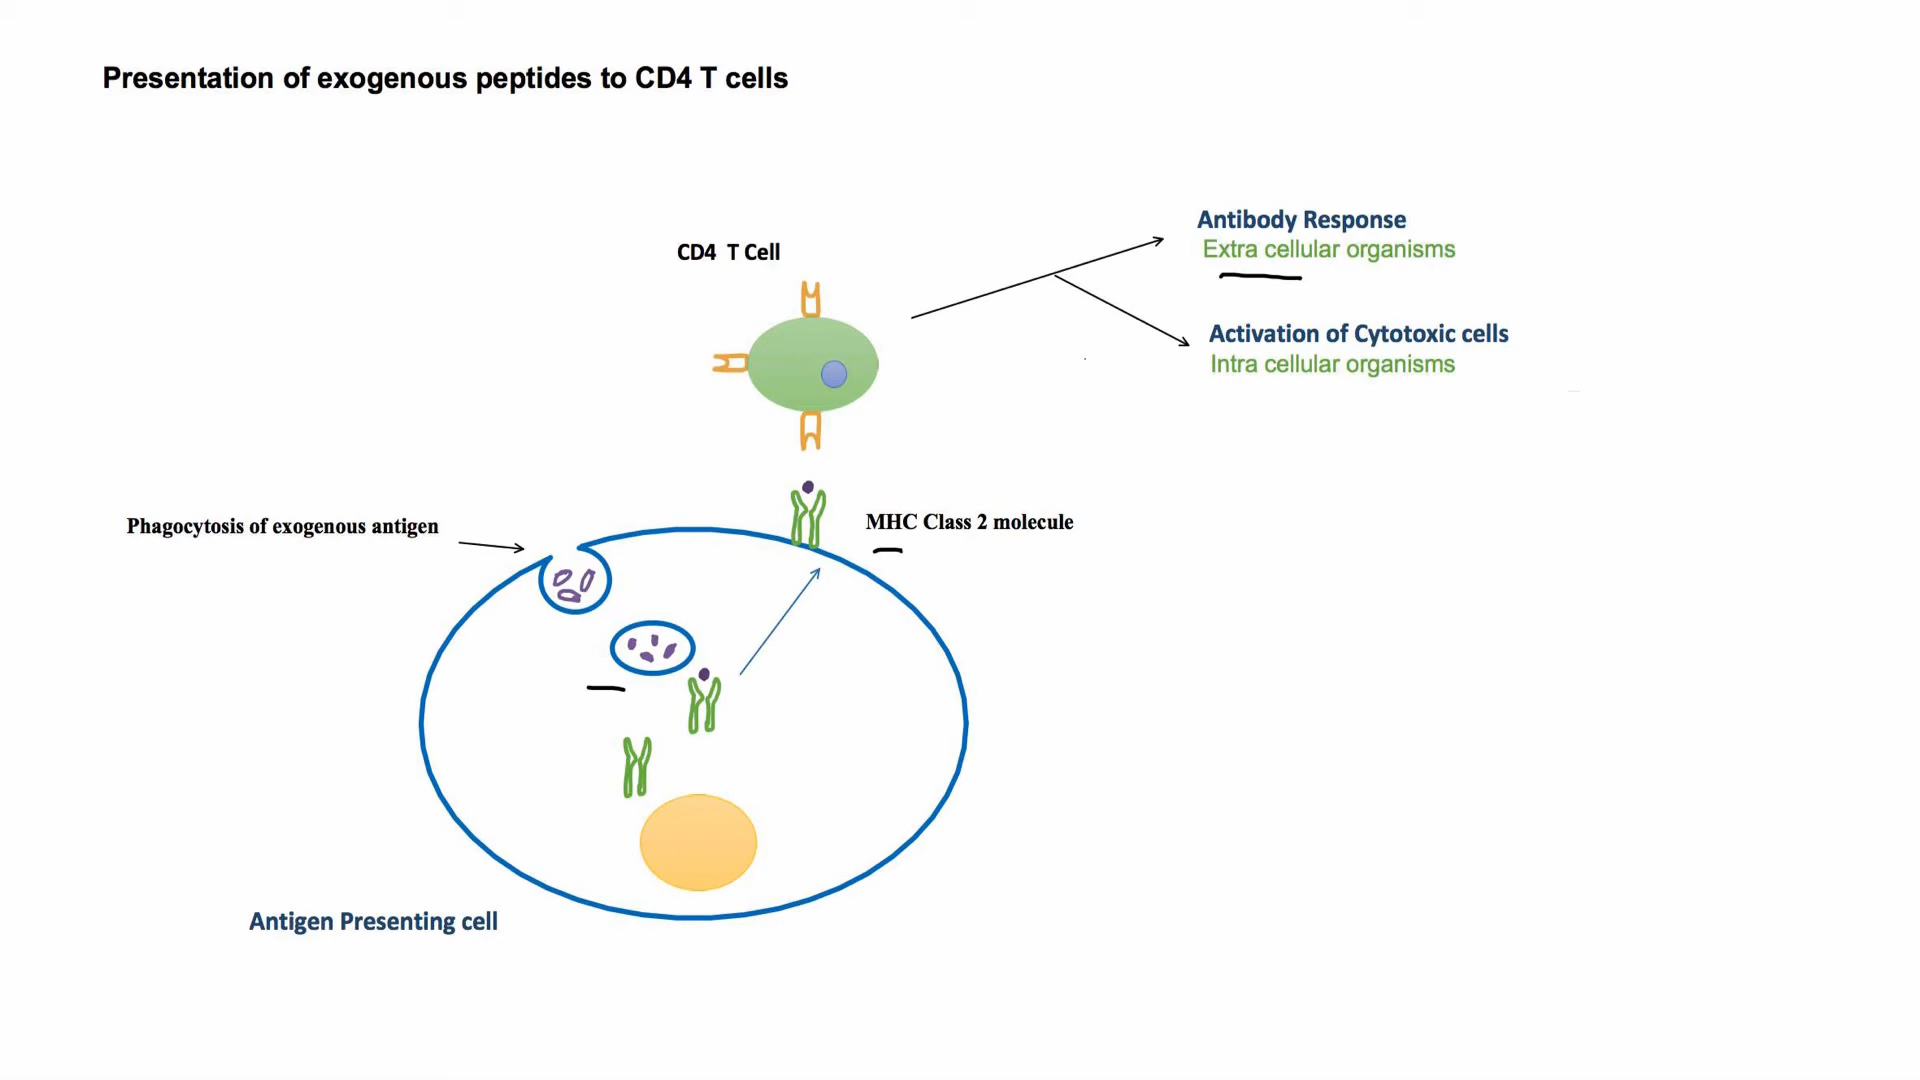 Presentation of exogenous peptides to CD4 T cells
Antibody Response
Extra cellular organisms
CD4 T Cell
Activation of Cytotoxic cells
Intra cellular organisms
Phagocytosis of exogenous antigen
MHC Class 2 molecule
Antigen Presenting cell